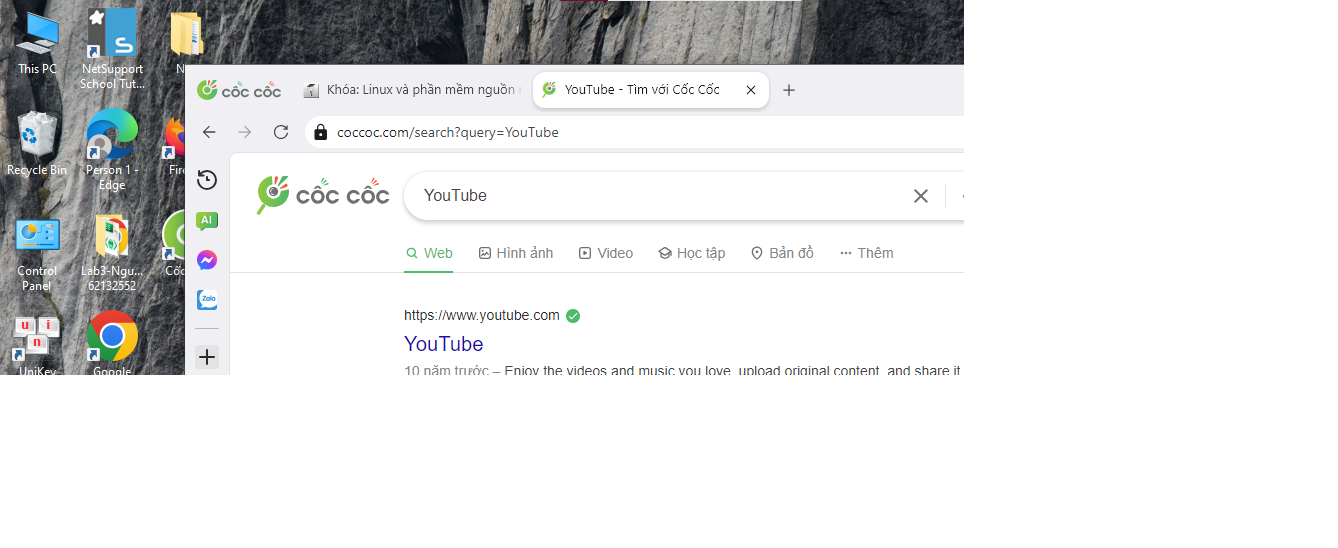 This PC
NetSupport
School Tut...
Recycle Bin
Person 1 -
Edge
Control
Panel
Lab3-Ngu...
62132552
UniKey
Google
cốc cốc
Khóa: Linux và phần mềm nguồn
YouTube - Tìm với Cốc Cốc
coccoc.com/search?query=YouTube
AI
Zalo
cốc cốc
YouTube
Web
Hình ảnh
Video
Học tập
Bản đồ
Thêm
https://www.youtube.com
YouTube
10 năm trước – Enjoy the videos and music you love, upload original content, and share it